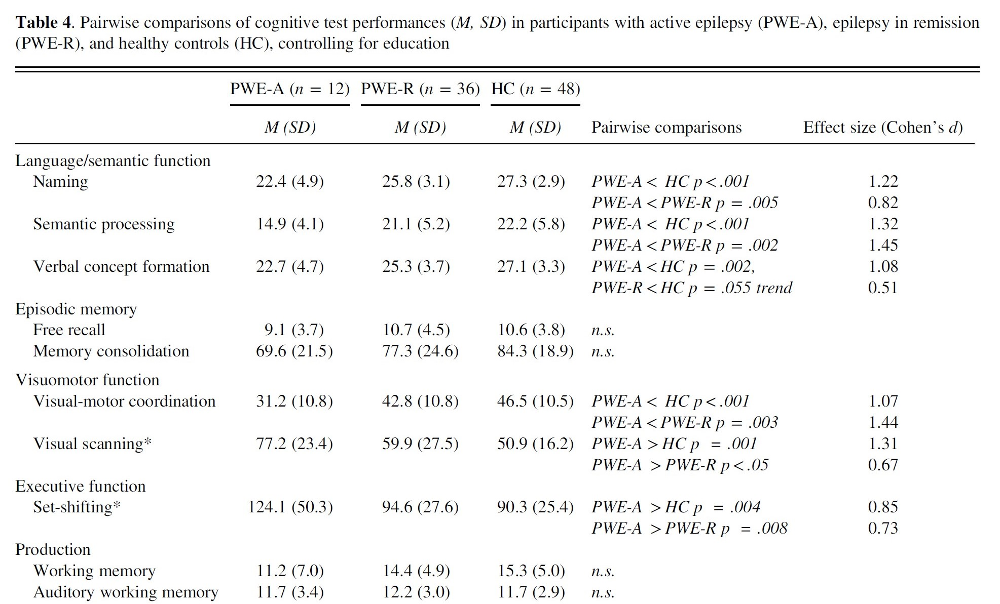 Table 4. Pairwise comparisons of cognitive test performances (M, SD) in participants with active epilepsy (PWE-A), epilepsy in remission
(PWE-R), and healthy controls (HC), controlling for education
PWE-A (n = 12) PWE-R (n = 36) HC (n = 48)
M (SD) M (SD) M (SD) Pairwise comparisons Effect size (Cohen's d)
Language/semantic function
Naming 22.4 (4.9) 25.8 (3.1) 27.3 (2.9) PWE-A < HC p < .001 1.22
PWE-A < PWE-R p = .005 0.82
Semantic processing 14.9 (4.1) 21.1 (5.2) 22.2 (5.8) PWE-A < HC p < .001 1.32
PWE-A < PWE-R p = .002 1.45
Verbal concept formation 22.7 (4.7) 25.3 (3.7) 27.1 (3.3) PWE-A < HC p = .002, 1.08
PWE-R < HC p = .055 trend 0.51
Episodic memory
Free recall 9.1 (3.7) 10.7 (4.5) 10.6 (3.8) n.s.
Memory consolidation 69.6 (21.5) 77.3 (24.6) 84.3 (18.9) n.s.
Visuomotor function
Visual-motor coordination 31.2 (10.8) 42.8 (10.8) 46.5 (10.5) PWE-A < HC p < .001 1.07
PWE-A < PWE-R p = .003 1.44
Visual scanning* 77.2 (23.4) 59.9 (27.5) 50.9 (16.2) PWE-A > HC p = .001 1.31
PWE-A > PWE-R p < .05 0.67
Executive function
Set-shifting* 124.1 (50.3) 94.6 (27.6) 90.3 (25.4) PWE-A > HC p = .004 0.85
PWE-A > PWE-R p = .008 0.73
Production
Working memory 11.2 (7.0) 14.4 (4.9) 15.3 (5.0) n.s.
Auditory working memory 11.7 (3.4) 12.2 (3.0) 11.7 (2.9) n.s.